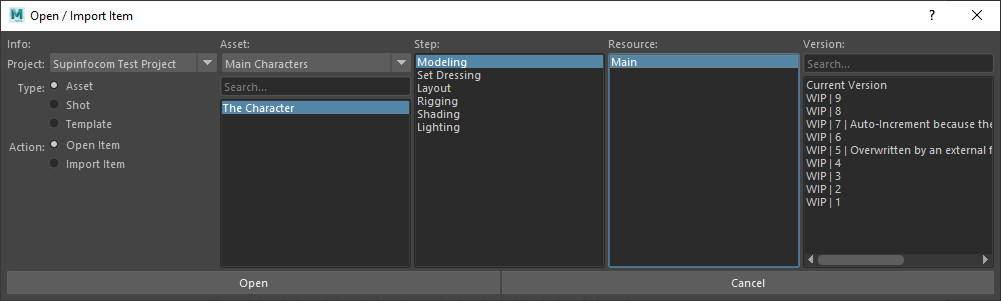 M
Open / Import Item
?
Info:
Project:
Supinfocom Test Project
Type:
Asset
Shot
Template
Action:
Open Item
Import Item
Asset:
Main Characters
Search...
The Character
Step:
Modeling
Set Dressing
Layout
Rigging
Shading
Lighting
Resource:
Main
Version:
Search...
Current Version
WIP | 9
WIP | 8
WIP | 7 | Auto-Increment because the
WIP | 6
WIP | 5 | Overwritten by an external f
WIP | 4
WIP | 3
WIP | 2
WIP | 1
Open
Cancel